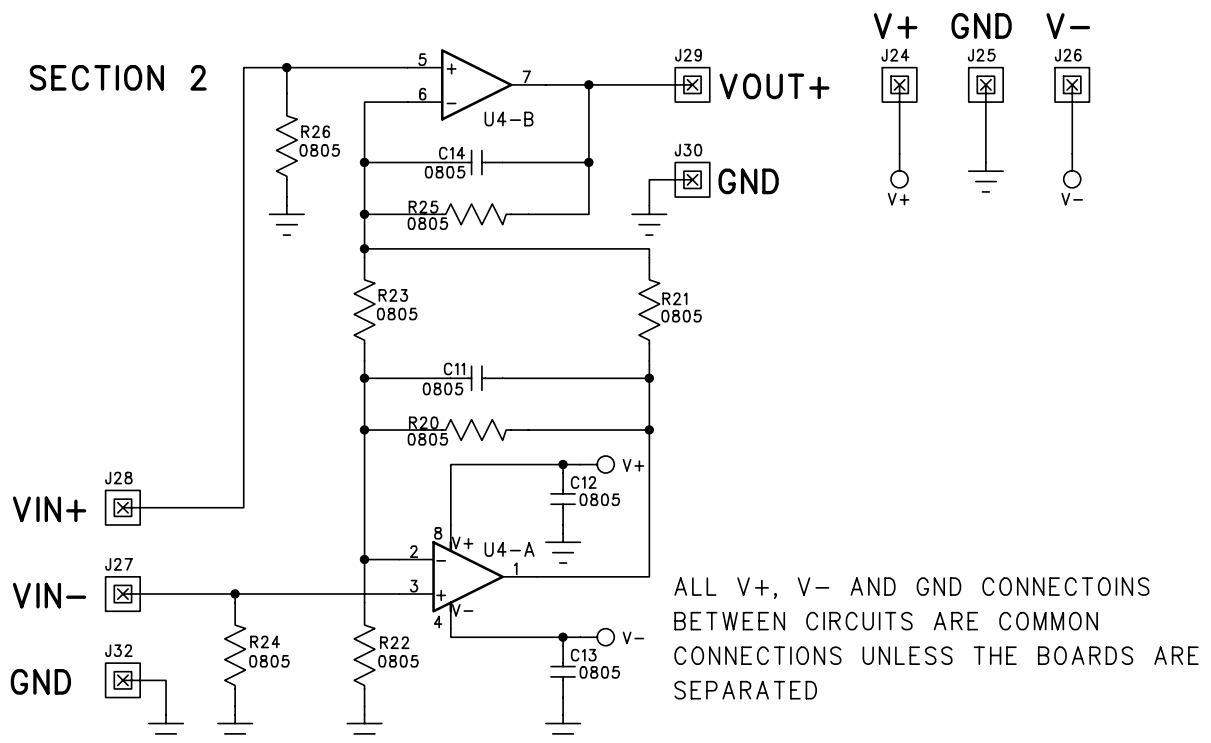 SECTION 2
V+ GND V-
J24 J25 J26
V+
V-
5
6
+
-
7
U4-B
J29
VOUT+
R26
0805
C14
0805
J30
GND
R25
0805
R23
0805
R21
0805
C11
0805
R20
0805
V+
C12
0805
J28
VIN+
8
V+
U4-A
2
-
1
J27
VIN-
3
+
V-
4
V-
R24
0805
R22
0805
C13
0805
J32
GND
ALL V+, V- AND GND CONNECTOINS
BETWEEN CIRCUITS ARE COMMON
CONNECTIONS UNLESS THE BOARDS ARE
SEPARATED